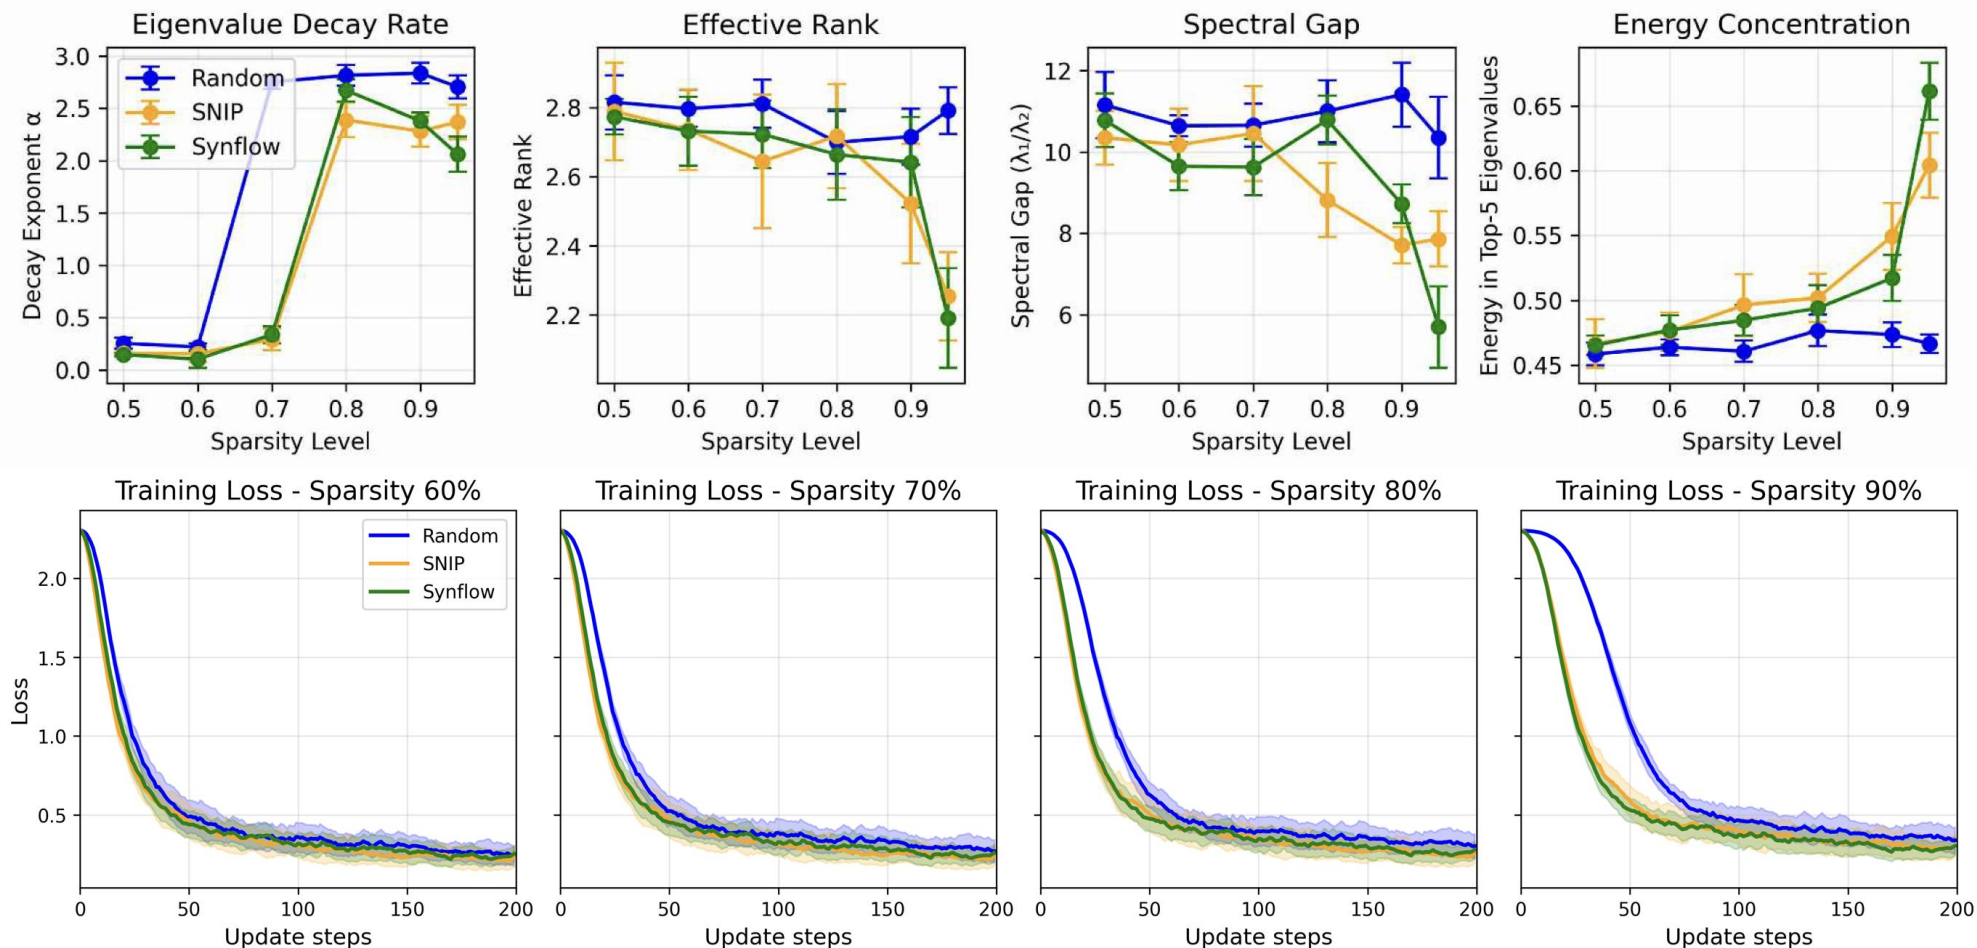 Eigenvalue Decay Rate
Decay Exponent α
3.0
2.5
2.0
1.5
1.0
0.5
0.0
Random
SNIP
Synflow
0.5 0.6 0.7 0.8 0.9
Sparsity Level
Effective Rank
Effective Rank
2.8
2.6
2.4
2.2
0.5 0.6 0.7 0.8 0.9
Sparsity Level
Spectral Gap
Spectral Gap (λ₁/λ₂)
12
10
8
6
0.5 0.6 0.7 0.8 0.9
Sparsity Level
Energy Concentration
Energy in Top-5 Eigenvalues
0.65
0.60
0.55
0.50
0.45
0.5 0.6 0.7 0.8 0.9
Sparsity Level
Training Loss - Sparsity 60%
Loss
2.0
1.5
1.0
0.5
Random
SNIP
Synflow
0 50 100 150 200
Update steps
Training Loss - Sparsity 70%
0 50 100 150 200
Update steps
Training Loss - Sparsity 80%
0 50 100 150 200
Update steps
Training Loss - Sparsity 90%
0 50 100 150 200
Update steps